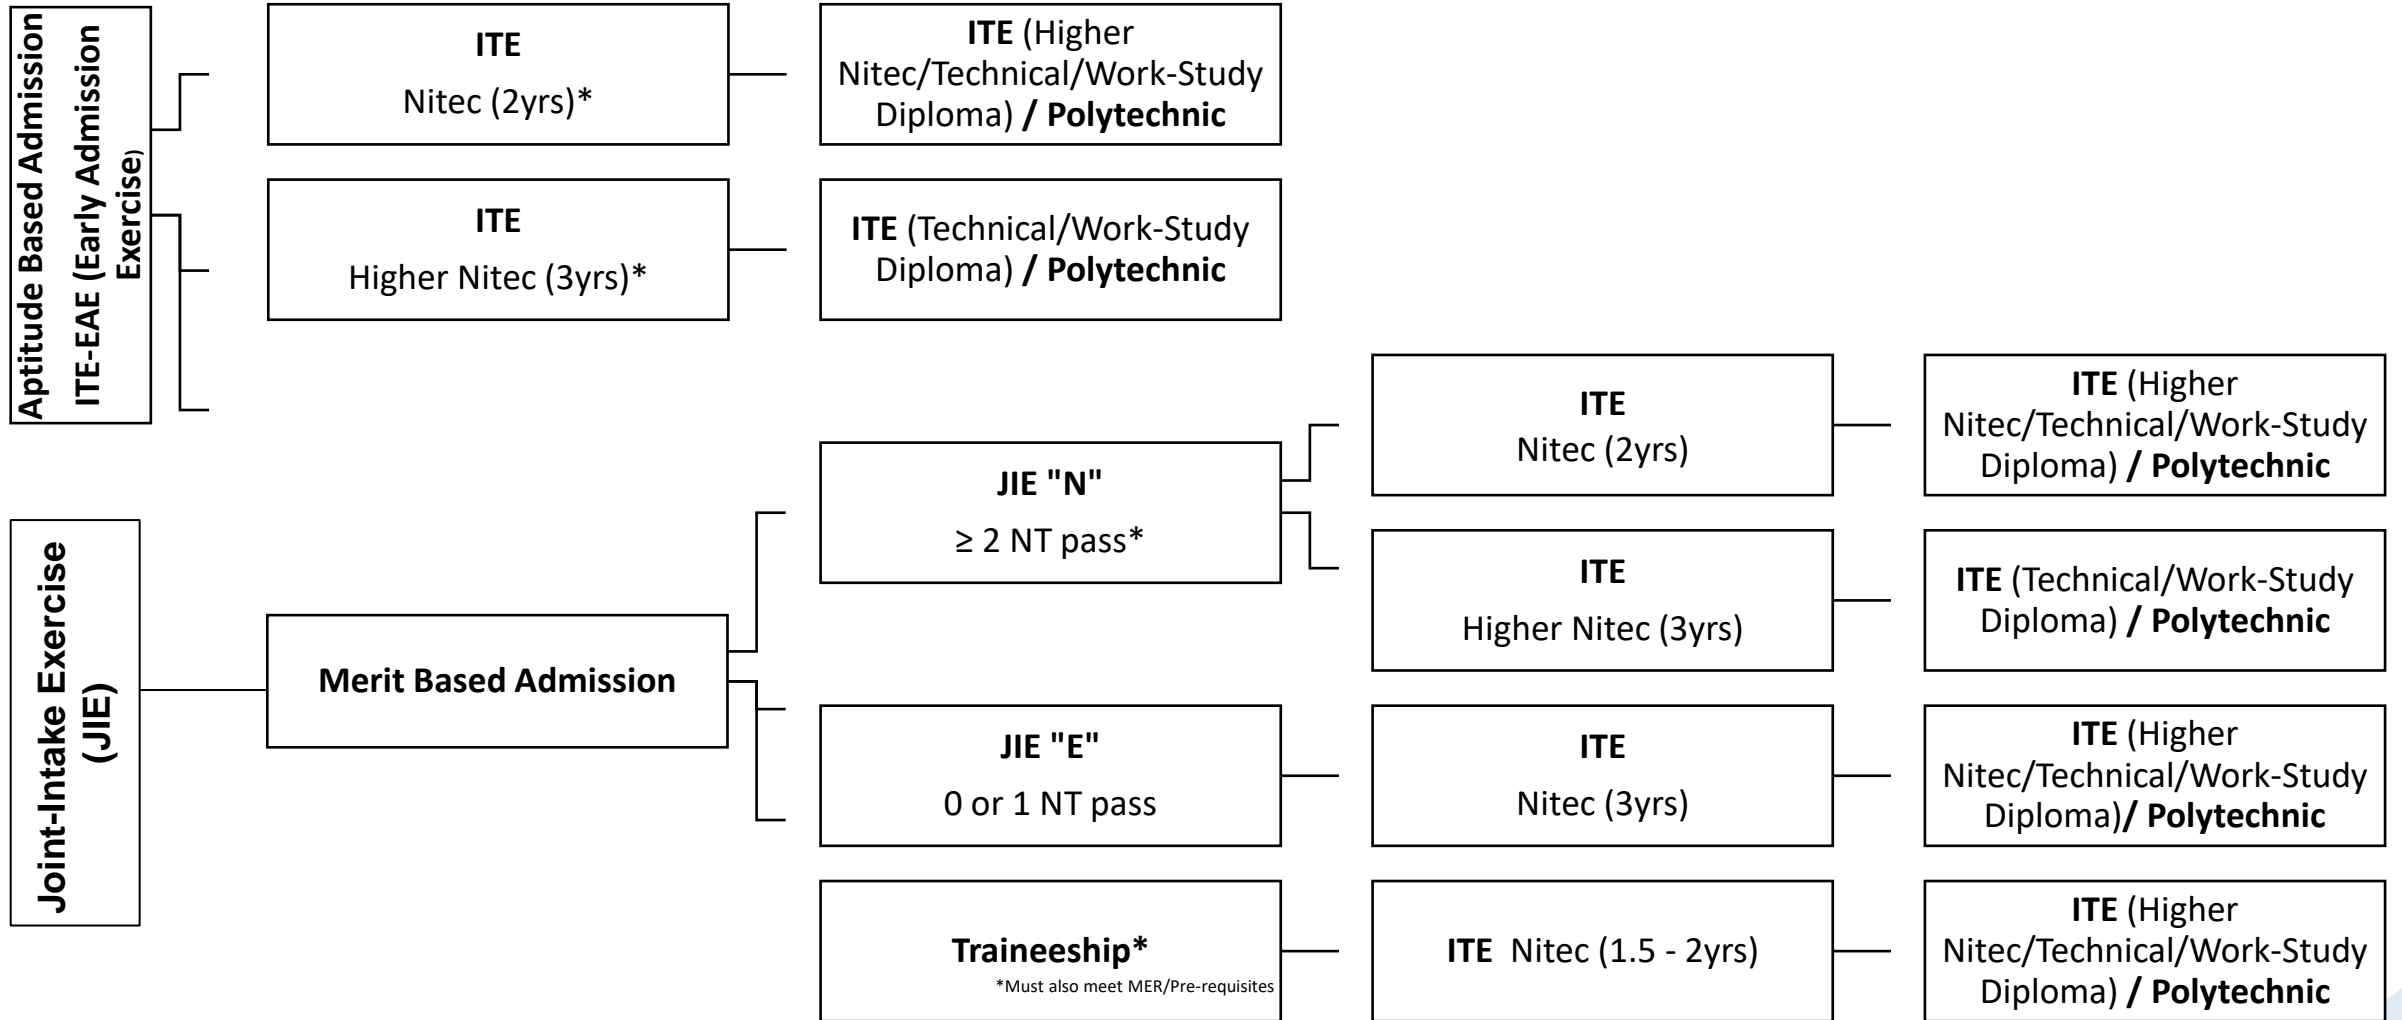 Aptitude Based Admission
ITE-EAE (Early Admission
Exercise)
ITE
Nitec (2yrs)*
ITE (Higher
Nitec/Technical/Work-Study
Diploma) / Polytechnic
ITE
Higher Nitec (3yrs)*
ITE (Technical/Work-Study
Diploma) / Polytechnic
Joint-Intake Exercise
(JIE)
Merit Based Admission
JIE "N"
≥ 2 NT pass*
ITE
Nitec (2yrs)
ITE (Higher
Nitec/Technical/Work-Study
Diploma) / Polytechnic
ITE
Higher Nitec (3yrs)
ITE (Technical/Work-Study
Diploma) / Polytechnic
JIE "E"
0 or 1 NT pass
ITE
Nitec (3yrs)
ITE (Higher
Nitec/Technical/Work-Study
Diploma)/ Polytechnic
Traineeship*
*Must also meet MER/Pre-requisites
ITE Nitec (1.5 - 2yrs)
ITE (Higher
Nitec/Technical/Work-Study
Diploma) / Polytechnic